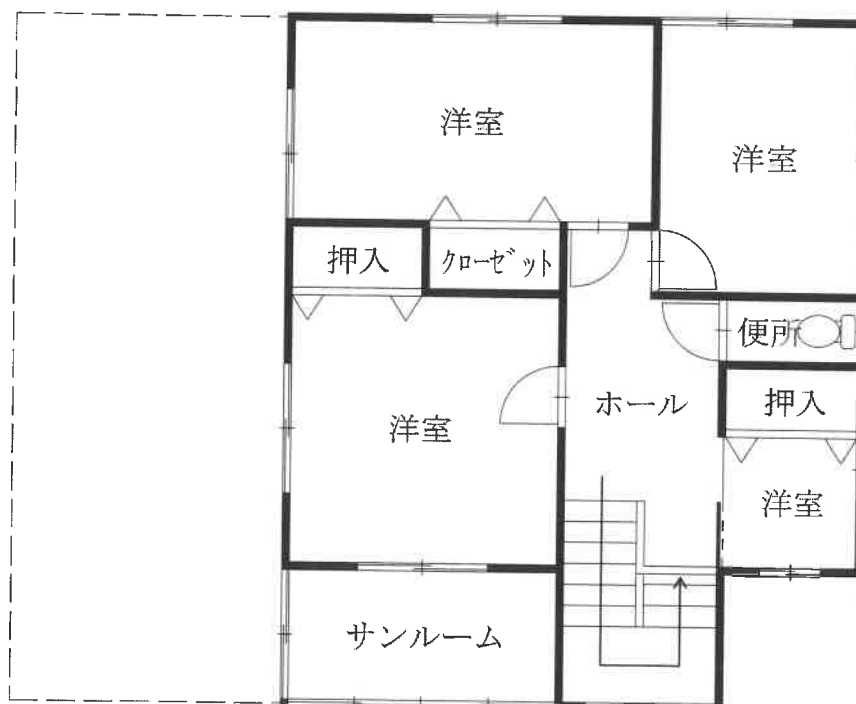 洋室
洋室
押入
クローゼット
便所
洋室
ホール
押入
洋室
サンルーム